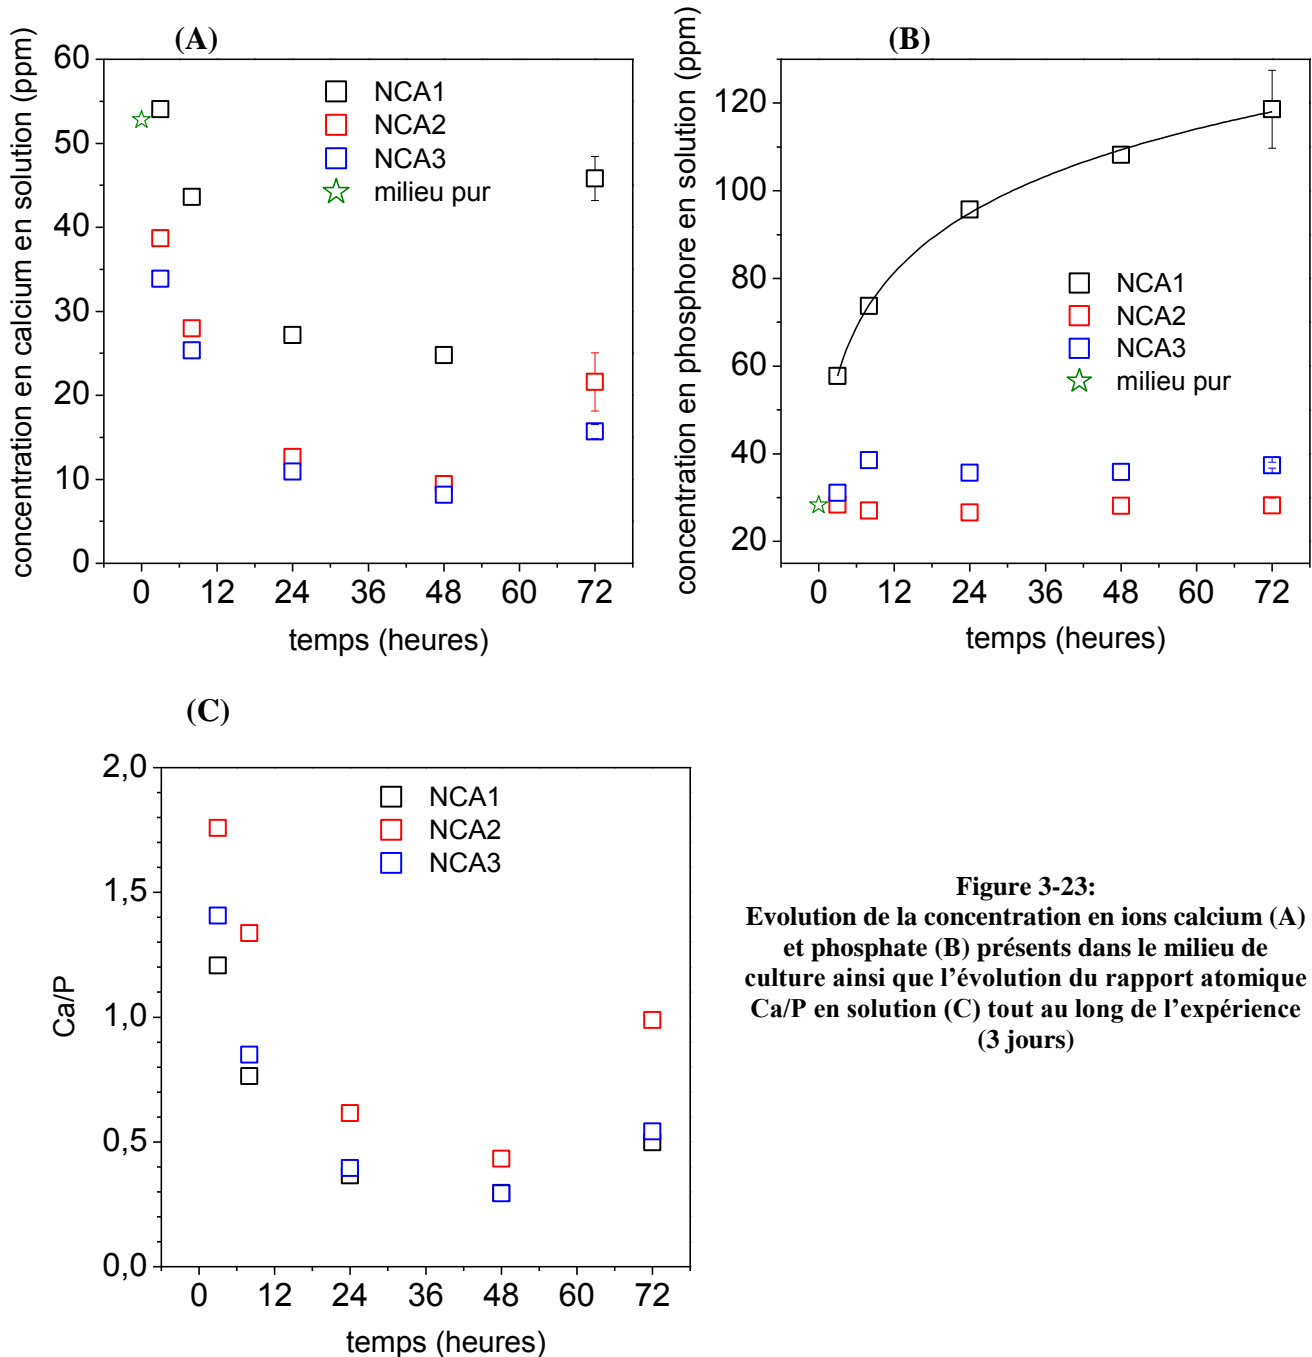 (A)
concentration en calcium en solution (ppm)
60
50
40
30
20
10
0
NCA1
NCA2
NCA3
milieu pur
0 12 24 36 48 60 72
temps (heures)
(B)
concentration en phosphore en solution (ppm)
120
100
80
60
40
20
NCA1
NCA2
NCA3
milieu pur
0 12 24 36 48 60 72
temps (heures)
(C)
Ca/P
2,0
1,5
1,0
0,5
0,0
NCA1
NCA2
NCA3
0 12 24 36 48 60 72
temps (heures)
Figure 3-23:
Evolution de la concentration en ions calcium (A)
et phosphate (B) présents dans le milieu de
culture ainsi que l’évolution du rapport atomique
Ca/P en solution (C) tout au long de l’expérience
(3 jours)